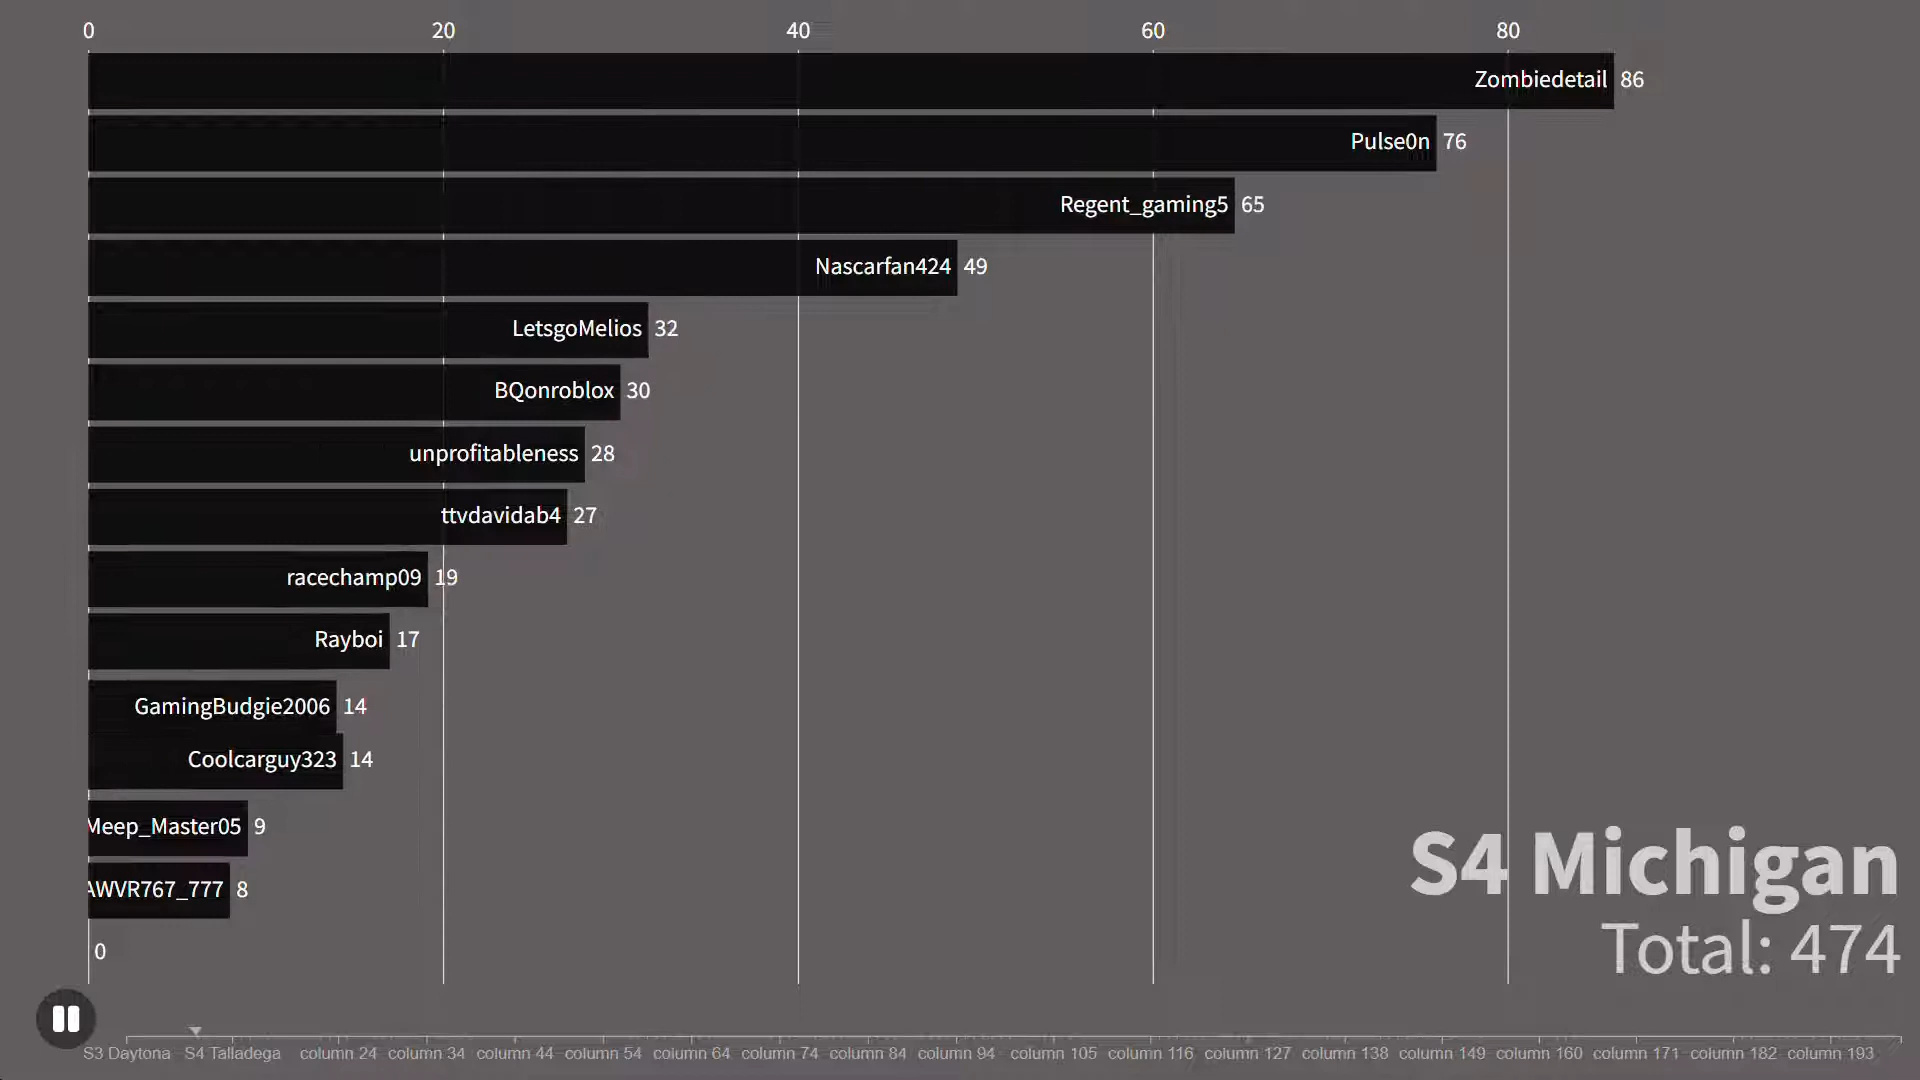 0 20 40 60 80
Zombiedetail 86
Pulse0n 76
Regent_gaming5 65
Nascarfan424 49
LetsgoMelios 32
BQonroblox 30
unprofitableness 28
ttvdavidab4 27
racechamp09 19
Rayboi 17
GamingBudgie2006 14
Coolcarguy323 14
Meep_Master05 9
AWVR767_777 8
0
S4 Michigan
Total: 474
S3 Daytona S4 Talladega column 24 column 34 column 44 column 54 column 64 column 74 column 84 column 94 column 105 column 116 column 127 column 138 column 149 column 160 column 171 column 182 column 193